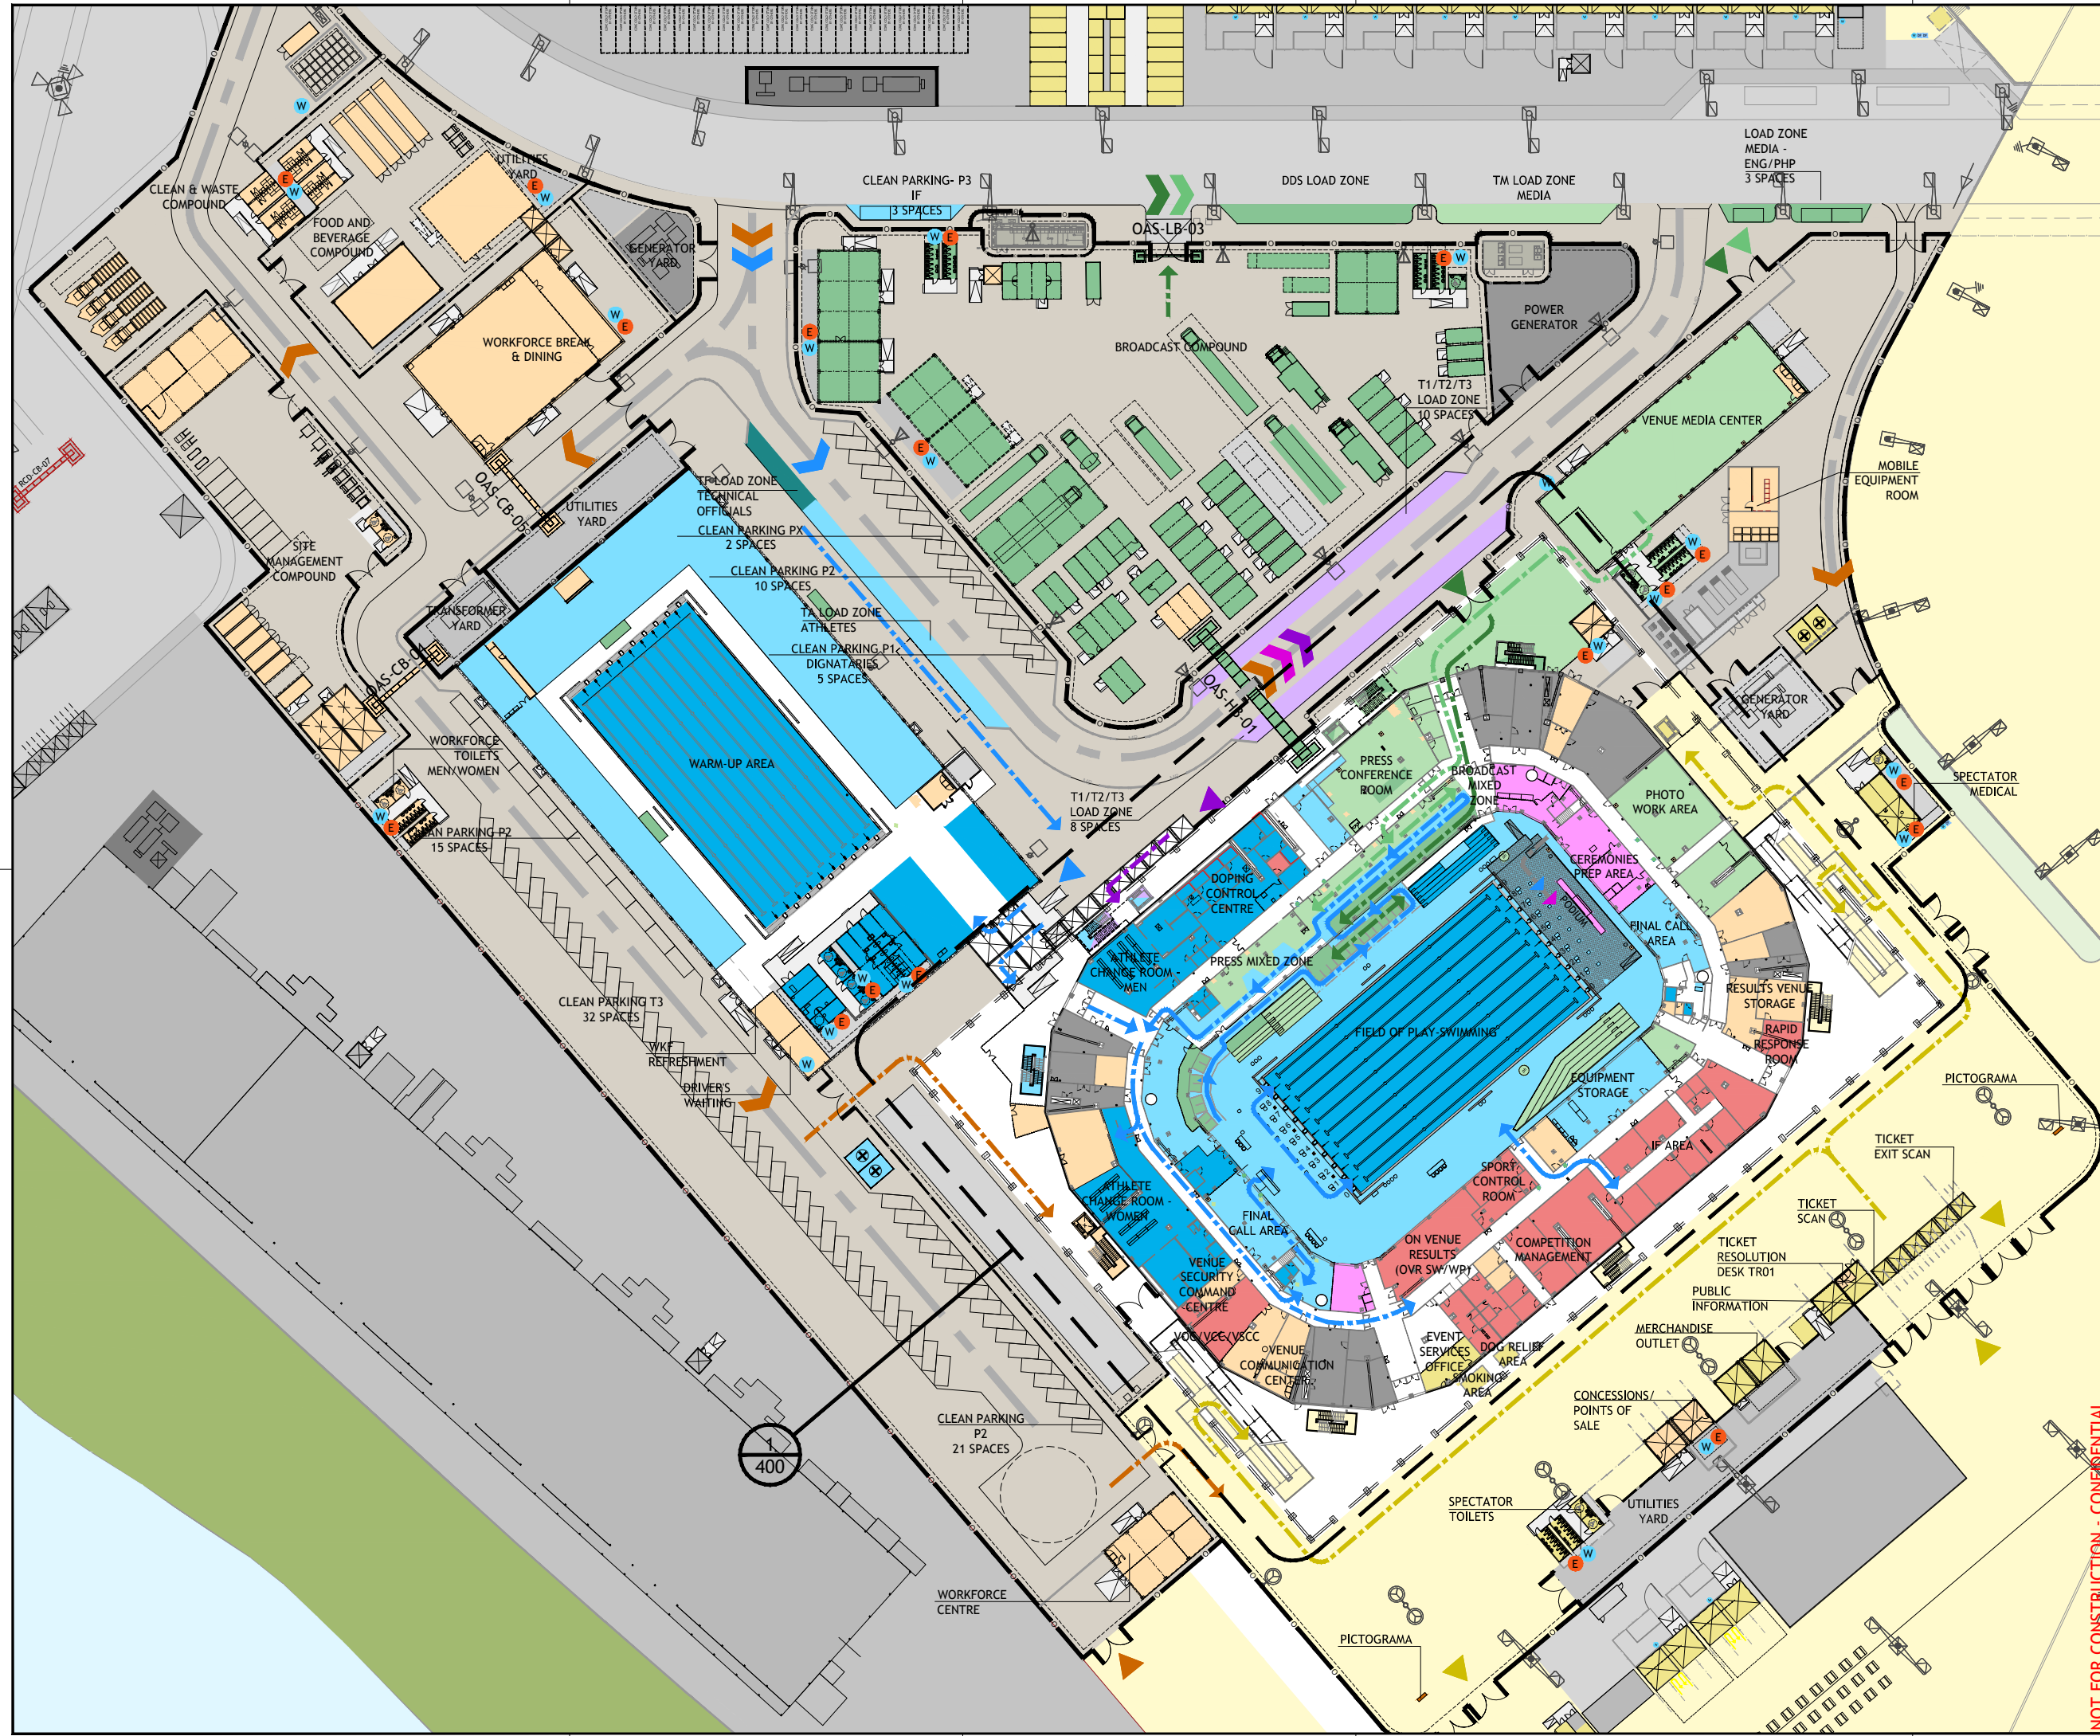 CLEAN & WASTE
COMPOUND
FOOD AND
BEVERAGE
COMPOUND
UTILITIES
YARD
GENERATOR
YARD
WORKFORCE BREAK
& DINING
CLEAN PARKING- P3
IF
3 SPACES
OAS-LB-03
DDS LOAD ZONE
TM LOAD ZONE
MEDIA
LOAD ZONE
MEDIA -
ENG/PHP
3 SPACES
POWER
GENERATOR
BROADCAST COMPOUND
T1/T2/T3
LOAD ZONE
10 SPACES
VENUE MEDIA CENTER
MOBILE
EQUIPMENT
ROOM
RCD-CB-07
OAS-CB-05
UTILITIES
YARD
SITE
MANAGEMENT
COMPOUND
TRANSFORMER
YARD
TF LOAD ZONE
TECHNICAL
OFFICIALS
CLEAN PARKING PX
2 SPACES
CLEAN PARKING P2
10 SPACES
TA LOAD ZONE
ATHLETES
CLEAN PARKING P1
DIGNATARIES
5 SPACES
OAS-HB-01
GENERATOR
YARD
WORKFORCE
TOILETS
MEN/WOMEN
WARM-UP AREA
CLEAN PARKING P2
15 SPACES
T1/T2/T3
LOAD ZONE
8 SPACES
PRESS
CONFERENCE
ROOM
BROADCAST
MIXED
ZONE
PHOTO
WORK AREA
SPECTATOR
MEDICAL
DOPING
CONTROL
CENTRE
CEREMONIES
PREP AREA
PODIUM
FINAL CALL
AREA
ATHLETE
CHANGE ROOM -
MEN
PRESS MIXED ZONE
RESULTS VENUE
STORAGE
RAPID
RESPONSE
ROOM
CLEAN PARKING T3
32 SPACES
WKF
REFRESHMENT
DRIVER'S
WAITING
FIELD OF PLAY-SWIMMING
EQUIPMENT
STORAGE
PICTOGRAMA
IF AREA
TICKET
EXIT SCAN
ATHLETE
CHANGE ROOM -
WOMEN
FINAL
CALL AREA
SPORT
CONTROL
ROOM
TICKET
SCAN
ON VENUE
RESULTS
(OVR SW/WP)
COMPETITION
MANAGEMENT
TICKET
RESOLUTION
DESK TR01
VENUE
SECURITY
COMMAND
CENTRE
PUBLIC
INFORMATION
VOC/VCC/VSCC
VENUE
COMMUNICATION
CENTER
EVENT
SERVICES
OFFICE
DOG RELIEF
AREA
SMOKING
AREA
MERCHANDISE
OUTLET
CONCESSIONS/
POINTS OF
SALE
1
400
CLEAN PARKING
P2
21 SPACES
SPECTATOR
TOILETS
UTILITIES
YARD
WORKFORCE
CENTRE
PICTOGRAMA
NOT FOR CONSTRUCTION - CONFIDENTIAL